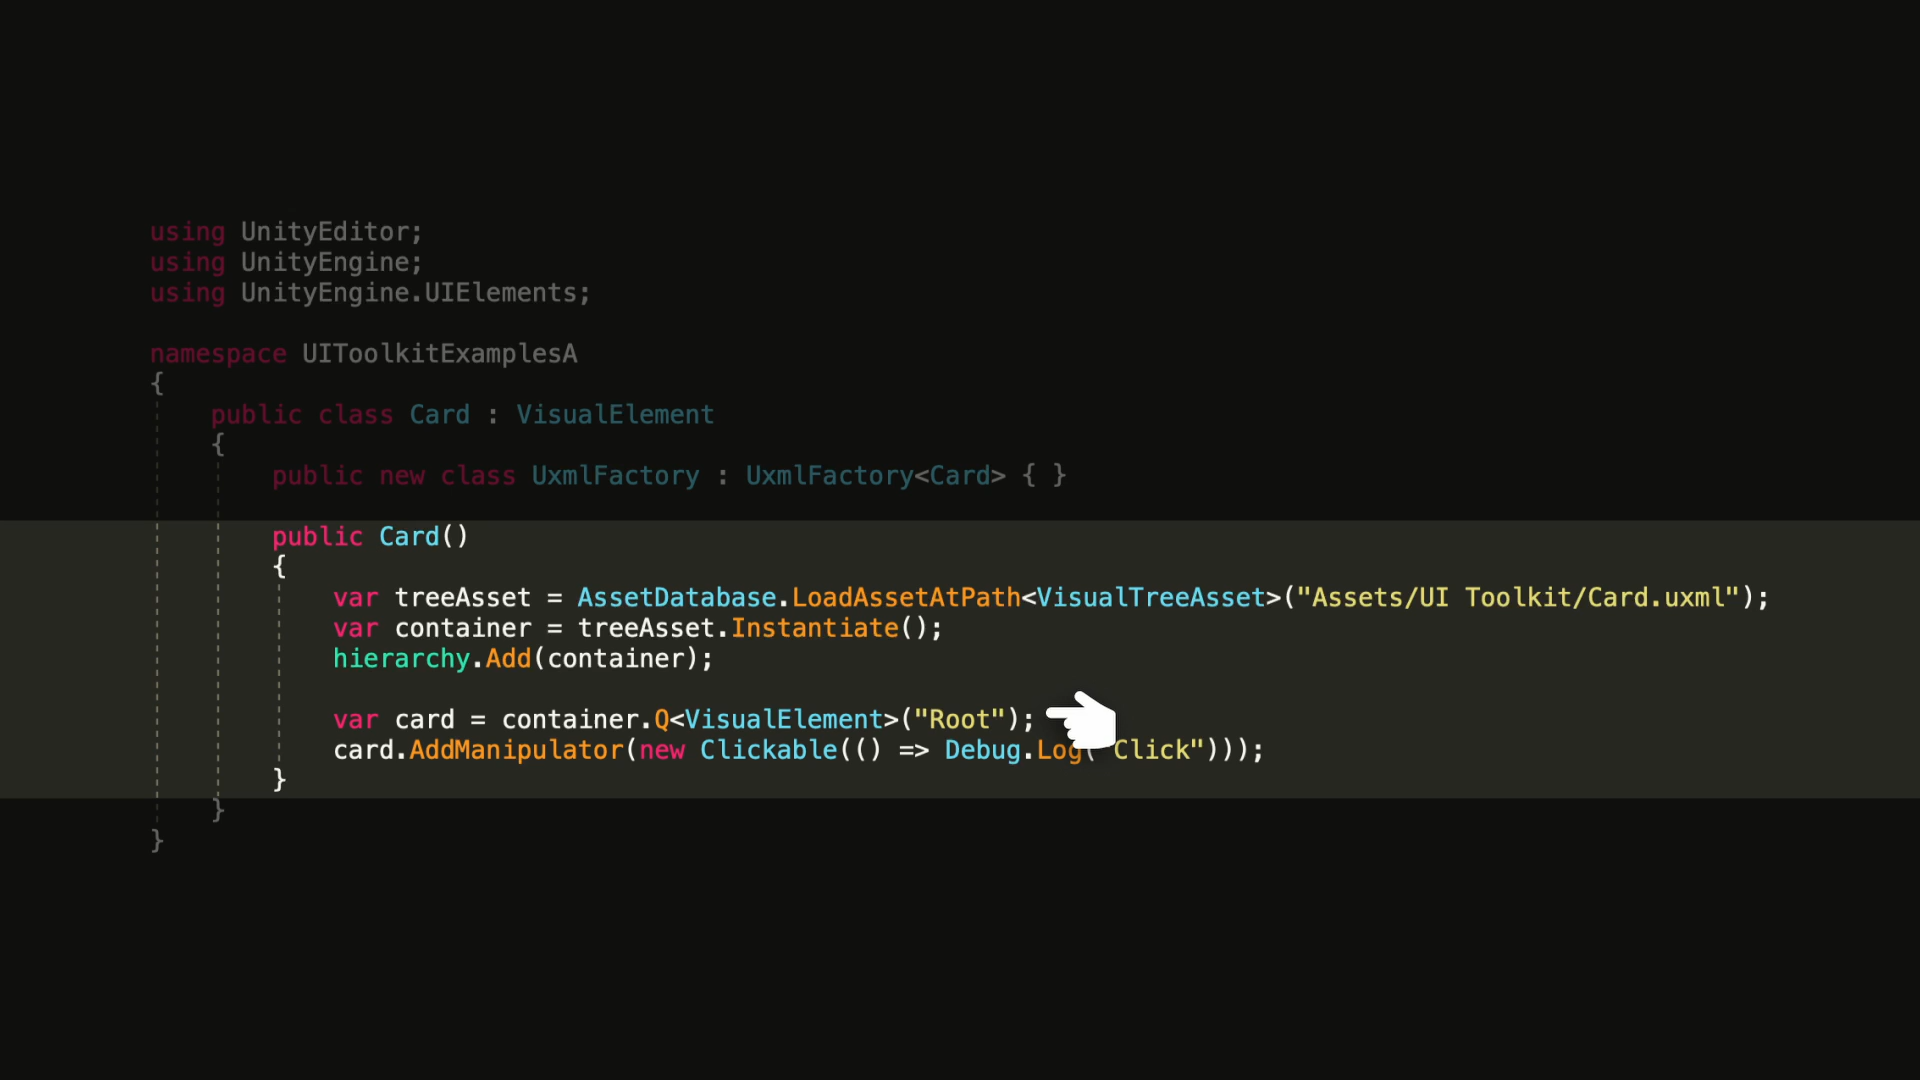 using UnityEditor;
using UnityEngine;
using UnityEngine.UIElements;
namespace UIToolkitExamplesA
{
public class Card : VisualElement
{
public new class UxmlFactory : UxmlFactory<Card> { }
public Card()
{
var treeAsset = AssetDatabase.LoadAssetAtPath<VisualTreeAsset>("Assets/UI Toolkit/Card.uxml");
var container = treeAsset.Instantiate();
hierarchy.Add(container);
var card = container.Q<VisualElement>("Root");
card.AddManipulator(new Clickable(() => Debug.Log("Click")));
}
}
}